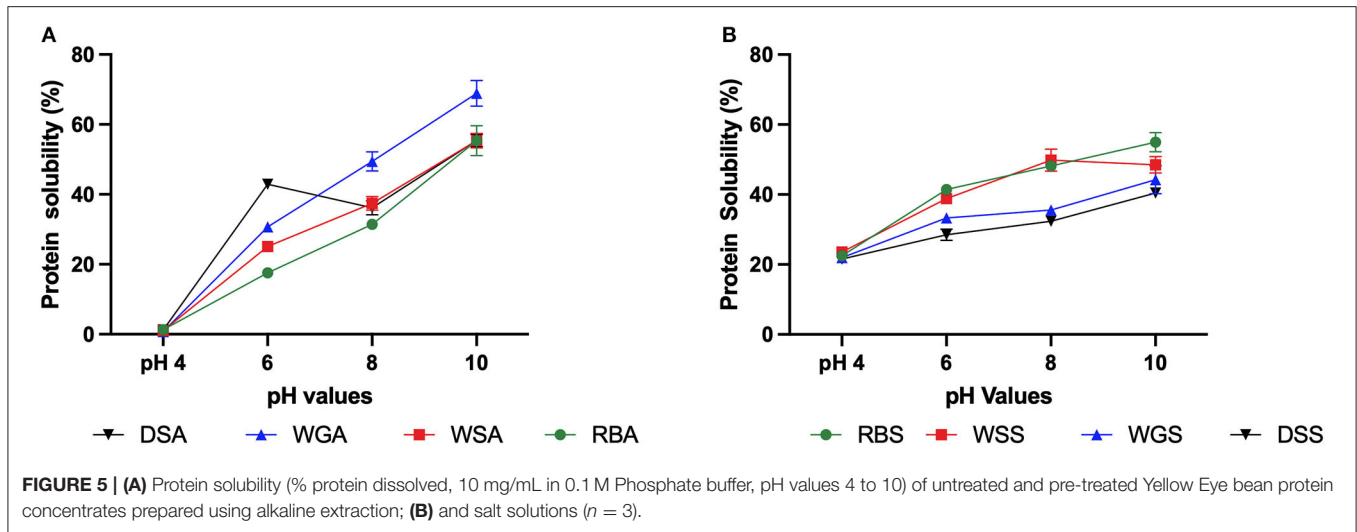 A
Protein solubility (%)
80
60
40
20
0
pH 4 6 8 10
pH values
DSA WGA WSA RBA
B
Protein Solubility (%)
80
60
40
20
0
pH 4 6 8 10
pH Values
RBS WSS WGS DSS
FIGURE 5 | (A) Protein solubility (% protein dissolved, 10 mg/mL in 0.1 M Phosphate buffer, pH values 4 to 10) of untreated and pre-treated Yellow Eye bean protein
concentrates prepared using alkaline extraction; (B) and salt solutions (n = 3).